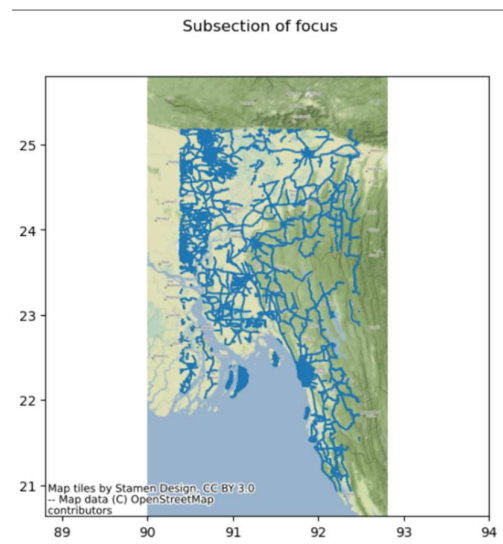 Subsection of focus
25
24
23
22
21
Map tiles by Stamen Design, CC BY 3.0
-- Map data (C) OpenStreetMap
contributors
89 90 91 92 93 94